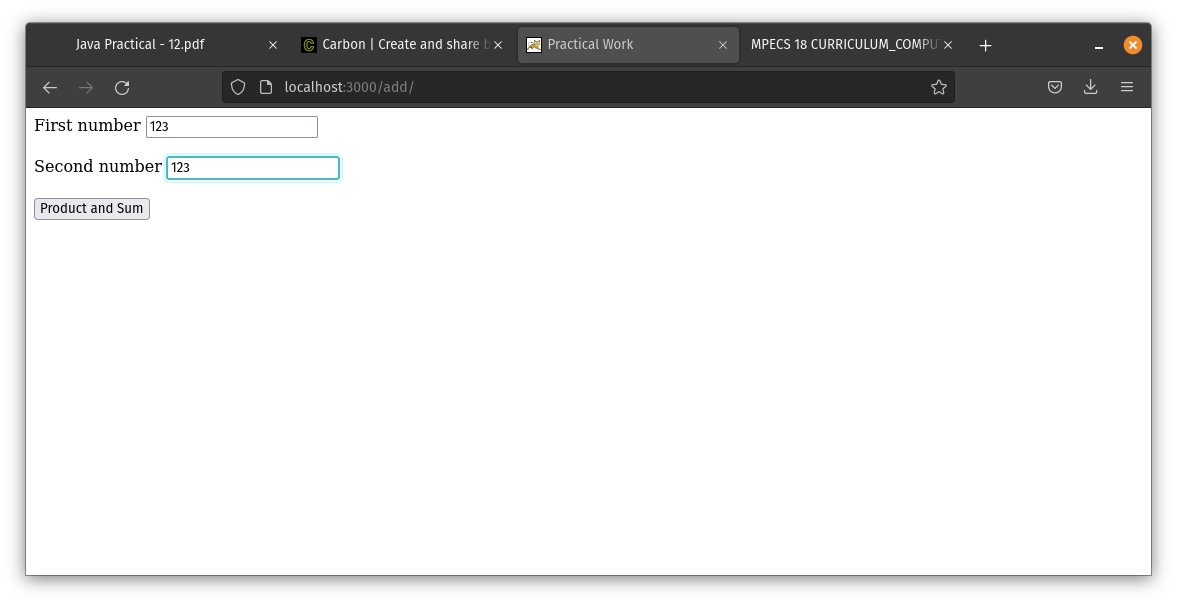 Java Practical - 12.pdf
Carbon | Create and share b
Practical Work
MPECS 18 CURRICULUM_COMPU
localhost:3000/add/
First number 123
Second number 123
Product and Sum